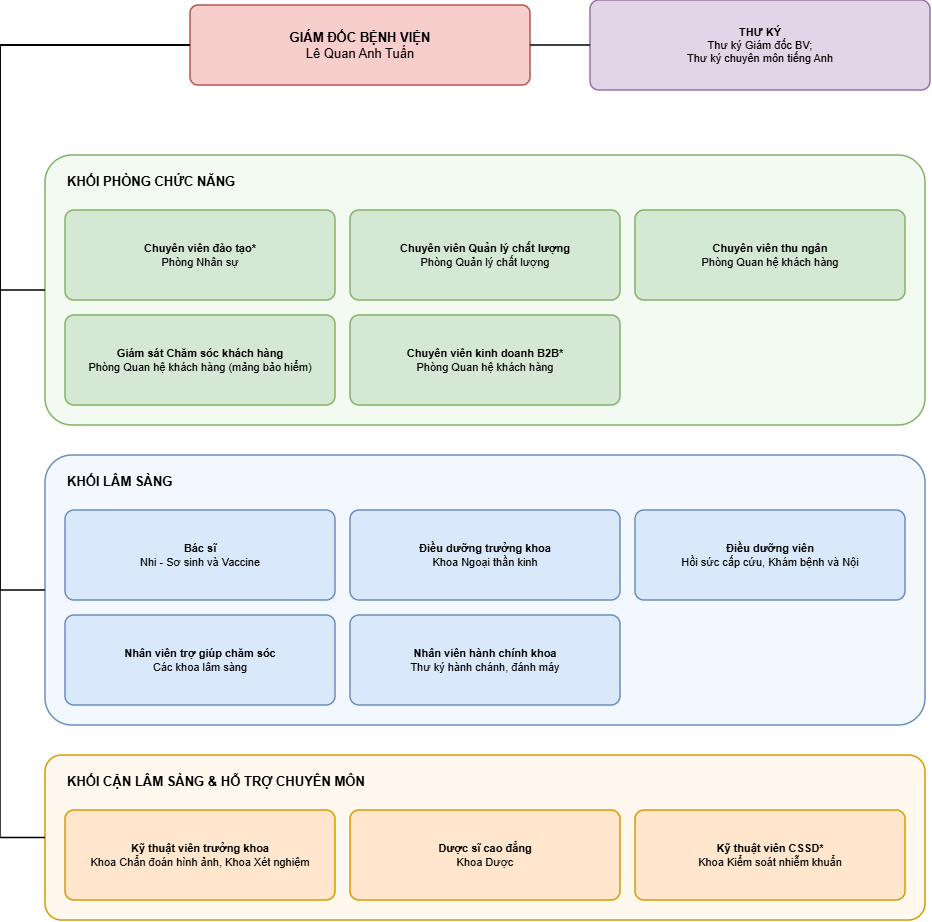 GIÁM ĐỐC BỆNH VIỆN
Lê Quan Anh Tuấn
THƯ KÝ
Thư ký Giám đốc BV;
Thư ký chuyên môn tiếng Anh
KHỐI PHÒNG CHỨC NĂNG
Chuyên viên đào tạo*
Phòng Nhân sự
Chuyên viên Quản lý chất lượng
Phòng Quản lý chất lượng
Chuyên viên thu ngân
Phòng Quan hệ khách hàng
Giám sát Chăm sóc khách hàng
Phòng Quan hệ khách hàng (mảng bảo hiểm)
Chuyên viên kinh doanh B2B*
Phòng Quan hệ khách hàng
KHỐI LÂM SÀNG
Bác sĩ
Nhi - Sơ sinh và Vaccine
Điều dưỡng trưởng khoa
Khoa Ngoại thần kinh
Điều dưỡng viên
Hồi sức cấp cứu, Khám bệnh và Nội
Nhân viên trợ giúp chăm sóc
Các khoa lâm sàng
Nhân viên hành chính khoa
Thư ký hành chánh, đánh máy
KHỐI CẬN LÂM SÀNG & HỖ TRỢ CHUYÊN MÔN
Kỹ thuật viên trưởng khoa
Khoa Chẩn đoán hình ảnh, Khoa Xét nghiệm
Dược sĩ cao đẳng
Khoa Dược
Kỹ thuật viên CSSD*
Khoa Kiểm soát nhiễm khuẩn